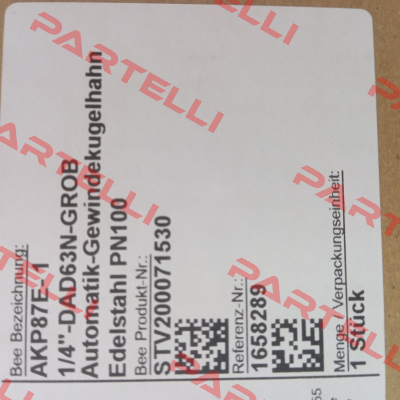 Bee Bezeichnung:
AKP87E-1
1/4"-DAD63N-GROB
Automatik-Gewindekugelhahn
Edelstahl PN100
Bee Produkt-Nr.:
STV200071530
Referenz-Nr.:
1658289
Menge / Verpackungseinheit:
1 Stück
55
PARTELLI
PARTELLI
PARTELLI
PARTELLI
PARTELLI